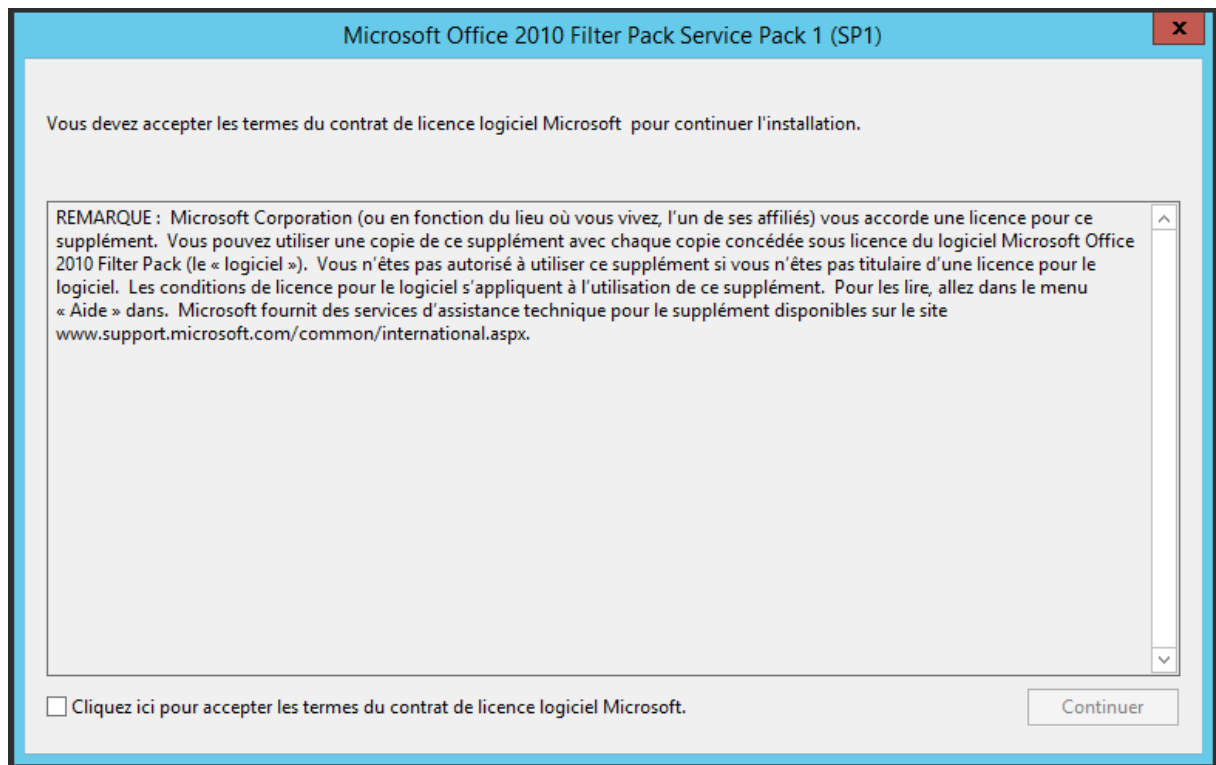 Microsoft Office 2010 Filter Pack Service Pack 1 (SP1)
x
Vous devez accepter les termes du contrat de licence logiciel Microsoft  pour continuer l'installation.
REMARQUE :  Microsoft Corporation (ou en fonction du lieu où vous vivez, l’un de ses affiliés) vous accorde une licence pour ce
supplément.  Vous pouvez utiliser une copie de ce supplément avec chaque copie concédée sous licence du logiciel Microsoft Office
2010 Filter Pack (le « logiciel »).  Vous n’êtes pas autorisé à utiliser ce supplément si vous n’êtes pas titulaire d’une licence pour le
logiciel.  Les conditions de licence pour le logiciel s’appliquent à l’utilisation de ce supplément.  Pour les lire, allez dans le menu
« Aide » dans.  Microsoft fournit des services d’assistance technique pour le supplément disponibles sur le site
www.support.microsoft.com/common/international.aspx.
Cliquez ici pour accepter les termes du contrat de licence logiciel Microsoft.
Continuer